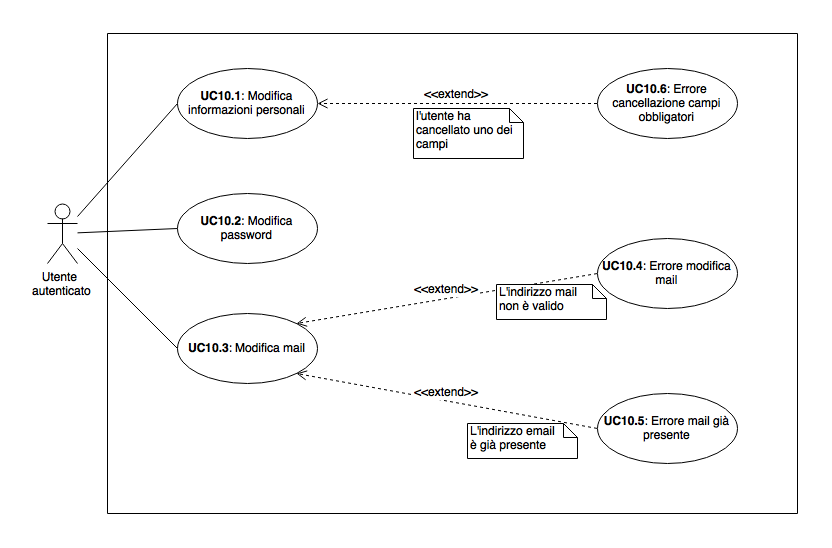 UC10.1: Modifica
informazioni personali
<<extend>>
l'utente ha
cancellato uno dei
campi
UC10.6: Errore
cancellazione campi
obbligatori
Utente
autenticato
UC10.2: Modifica
password
<<extend>>
L'indirizzo mail
non è valido
UC10.4: Errore modifica
mail
UC10.3: Modifica mail
<<extend>>
L'indirizzo email
è già presente
UC10.5: Errore mail già
presente